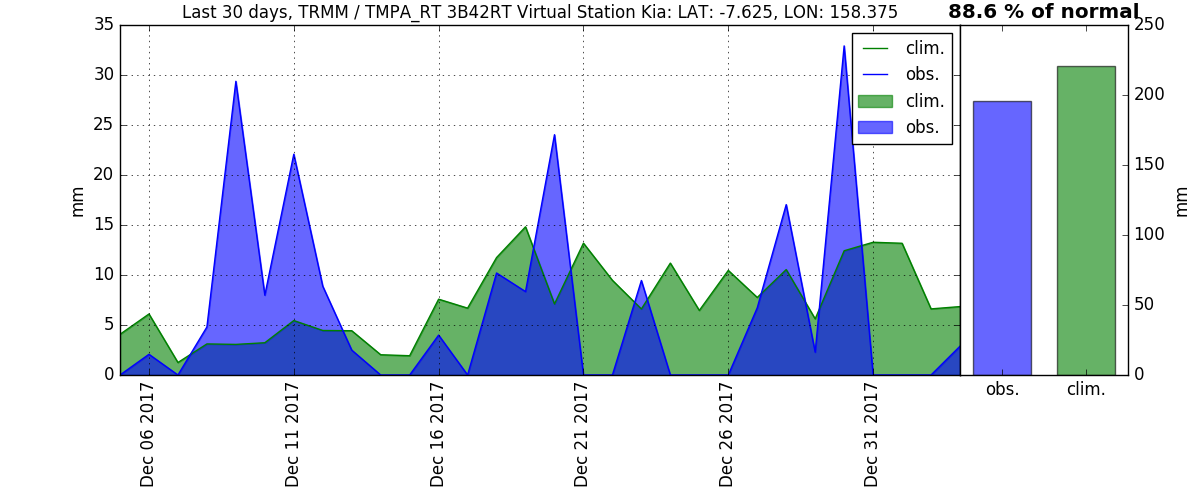 Last 30 days, TRMM / TMPA_RT 3B42RT Virtual Station Kia: LAT: -7.625, LON: 158.375
88.6 % of normal
35
30
25
20
15
10
5
0
mm
clim.
obs.
clim.
obs.
Dec 06 2017
Dec 11 2017
Dec 16 2017
Dec 21 2017
Dec 26 2017
Dec 31 2017
250
200
150
100
50
0
mm
obs.
clim.